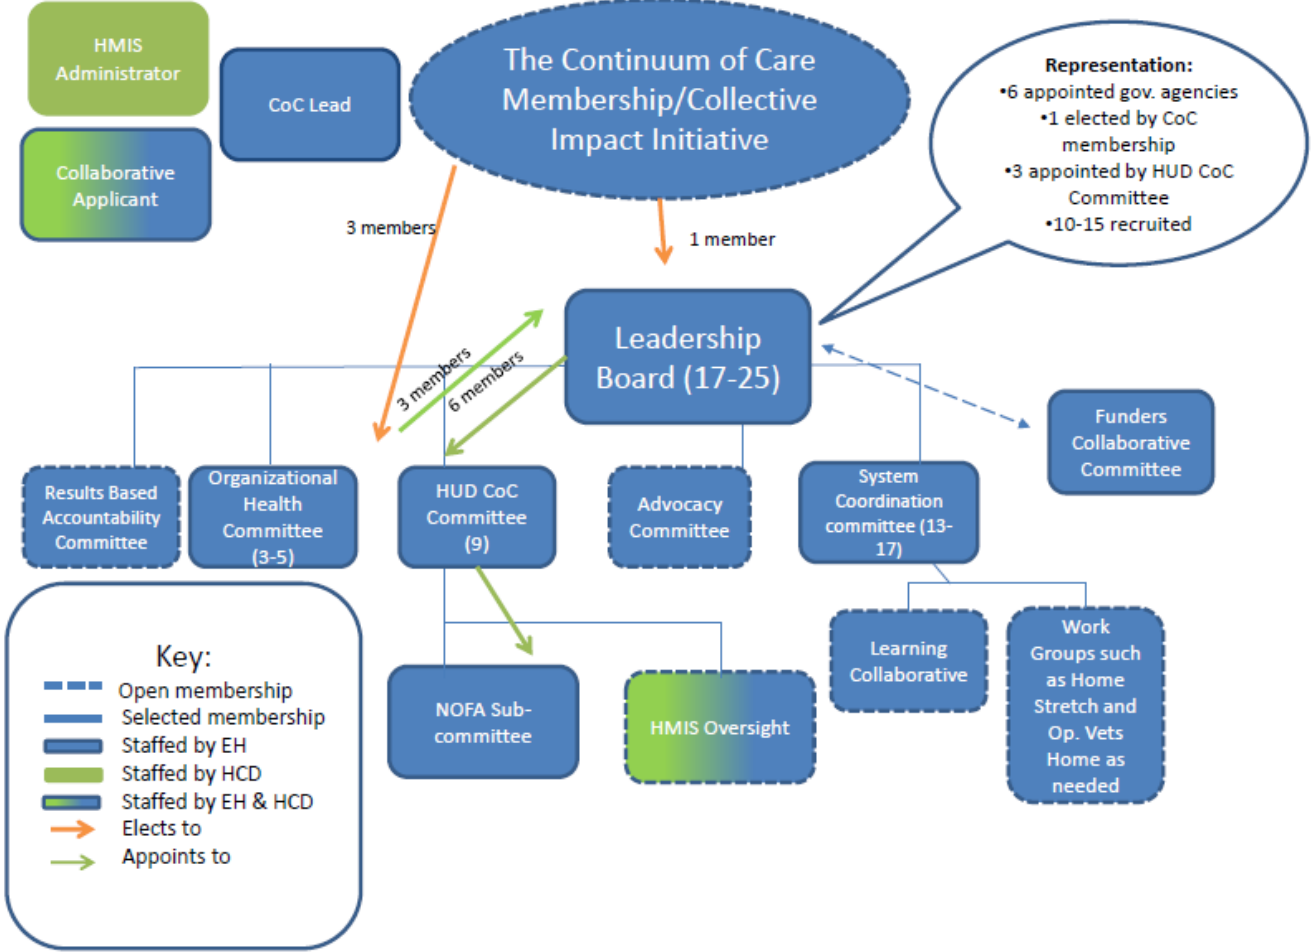 HMIS
Administrator
CoC Lead
Collaborative
Applicant
The Continuum of Care
Membership/Collective
Impact Initiative
Representation:
•6 appointed gov. agencies
•1 elected by CoC
membership
•3 appointed by HUD CoC
Committee
•10-15 recruited
3 members
1 member
Leadership
Board (17-25)
3 members
6 members
Funders
Collaborative
Committee
Results Based
Accountability
Committee
Organizational
Health
Committee
(3-5)
HUD CoC
Committee
(9)
Advocacy
Committee
System
Coordination
committee (13-
17)
NOFA Sub-
committee
HMIS Oversight
Learning
Collaborative
Work
Groups such
as Home
Stretch and
Op. Vets
Home as
needed
Key:
Open membership
Selected membership
Staffed by EH
Staffed by HCD
Staffed by EH & HCD
Elects to
Appoints to